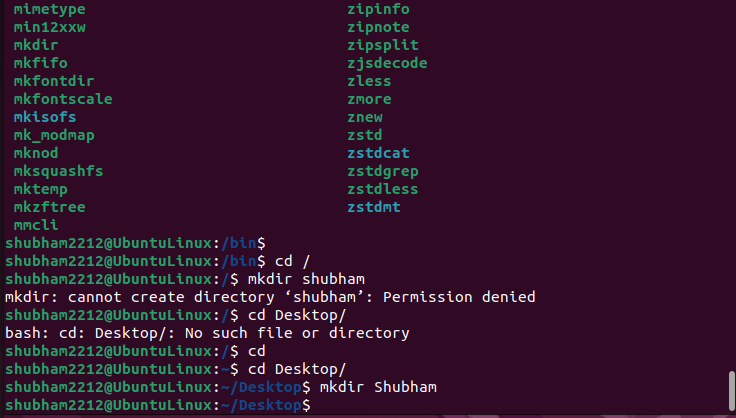 mimetype zipinfo
min12xxw zipnote
mkdir zipsplit
mkfifo zjsdecode
mkfontdir zless
mkfontscale zmore
mkisofs znew
mk_modmap zstd
mknod zstdcat
mksquashfs zstdgrep
mktemp zstdless
mkzftree zstdmt
mmcli
shubham2212@UbuntuLinux:/bin$
shubham2212@UbuntuLinux:/bin$ cd /
shubham2212@UbuntuLinux:/$ mkdir shubham
mkdir: cannot create directory ‘shubham’: Permission denied
shubham2212@UbuntuLinux:/$ cd Desktop/
bash: cd: Desktop/: No such file or directory
shubham2212@UbuntuLinux:/$ cd
shubham2212@UbuntuLinux:~$ cd Desktop/
shubham2212@UbuntuLinux:~/Desktop$ mkdir Shubham
shubham2212@UbuntuLinux:~/Desktop$